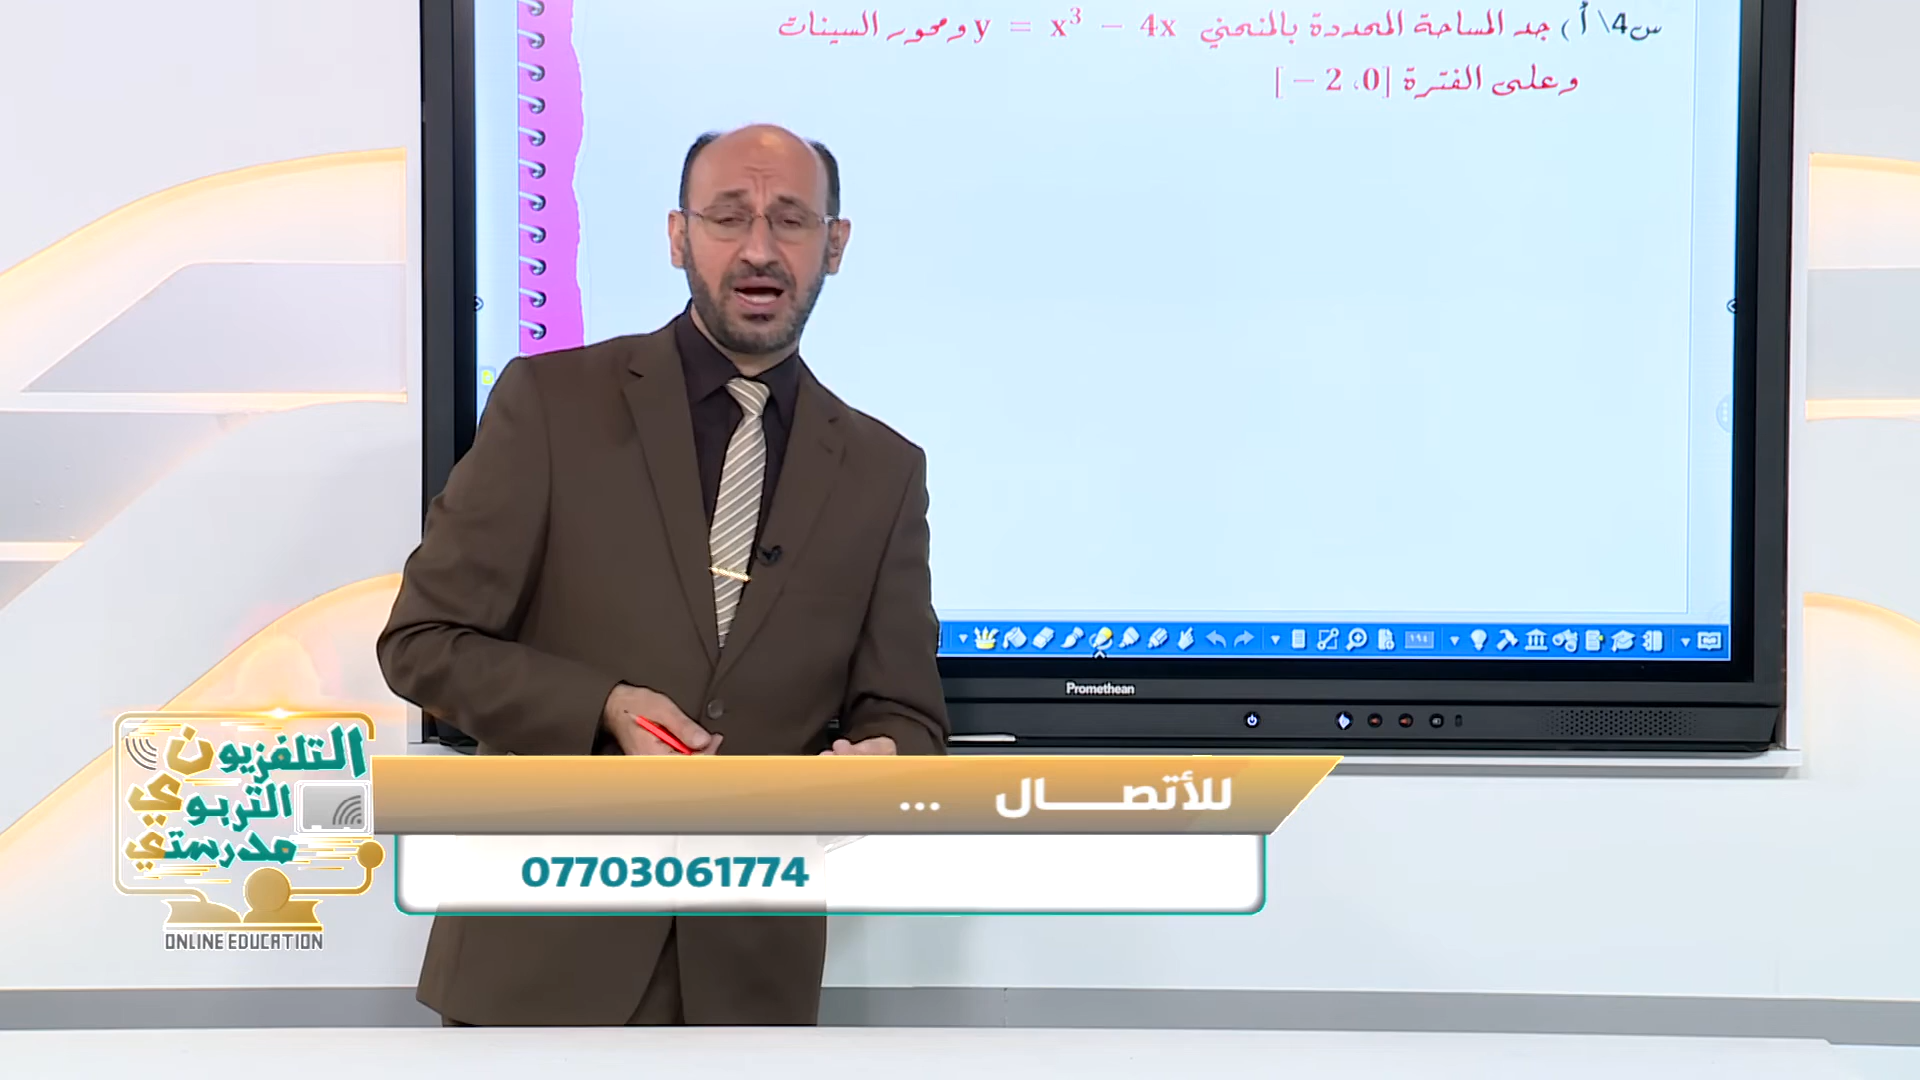 س4\ أ) جد المساحة المحددة بالمنحني y = x³ − 4x ومحور السينات
وعلى الفترة [0، 2 −]
Promethean
التلفزيون
التربوي
مدرستي
ONLINE EDUCATION
للأتصـــــال ...
07703061774